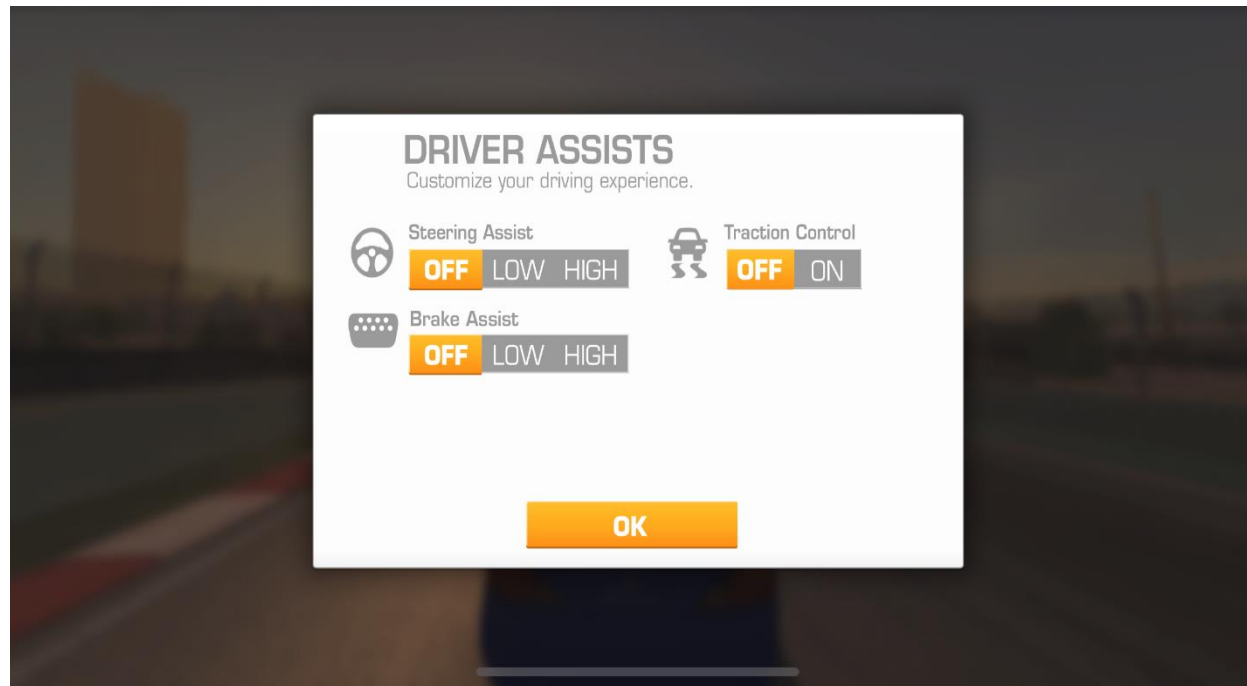 DRIVER ASSISTS
Customize your driving experience.
Steering Assist
OFF LOW HIGH
Traction Control
OFF ON
Brake Assist
OFF LOW HIGH
OK